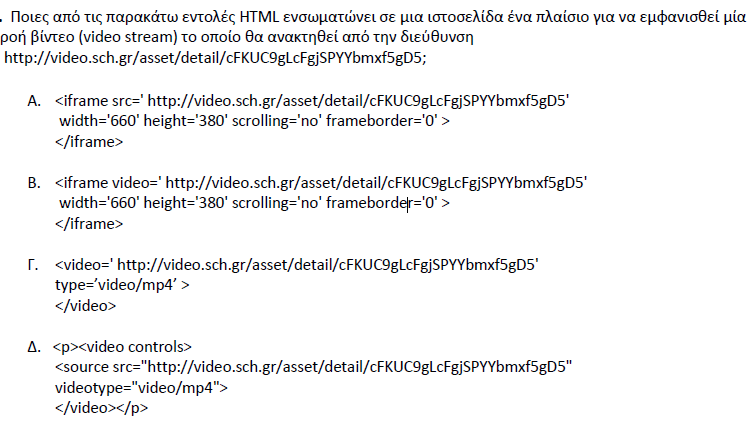 . Ποιες από τις παρακάτω εντολές HTML ενσωματώνει σε μια ιστοσελίδα ένα πλαίσιο για να εμφανισθεί μία
ροή βίντεο (video stream) το οποίο θα ανακτηθεί από την διεύθυνση
http://video.sch.gr/asset/detail/cFKUC9gLcFgjSPYYbmxf5gD5;
Α. <iframe src=' http://video.sch.gr/asset/detail/cFKUC9gLcFgjSPYYbmxf5gD5'
width='660' height='380' scrolling='no' frameborder='0' >
</iframe>
Β. <iframe video=' http://video.sch.gr/asset/detail/cFKUC9gLcFgjSPYYbmxf5gD5'
width='660' height='380' scrolling='no' frameborder='0' >
</iframe>
Γ. <video=' http://video.sch.gr/asset/detail/cFKUC9gLcFgjSPYYbmxf5gD5'
type=’video/mp4’ >
</video>
Δ. <p><video controls>
<source src="http://video.sch.gr/asset/detail/cFKUC9gLcFgjSPYYbmxf5gD5"
videotype="video/mp4">
</video></p>